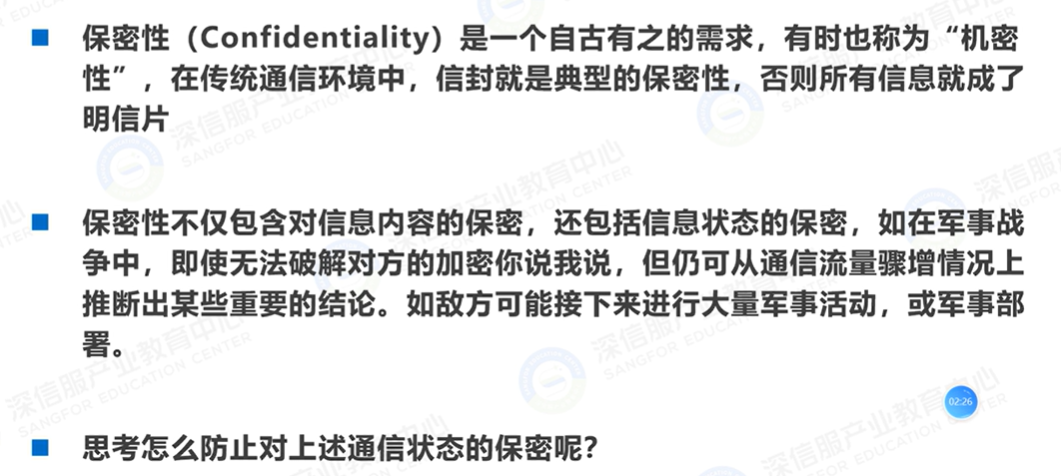 保密性（Confidentiality）是一个自古有之的需求，有时也称为“机密
性”，在传统通信环境中，信封就是典型的保密性，否则所有信息就成了
明信片
保密性不仅包含对信息内容的保密，还包括信息状态的保密，如在军事战
争中，即使无法破解对方的加密你说我说，但仍可从通信流量骤增情况上
推断出某些重要的结论。如敌方可能接下来进行大量军事活动，或军事部
署。
02:26
思考怎么防止对上述通信状态的保密呢？
深信服产业教育中心
SANGFOR EDUCATION CENTER